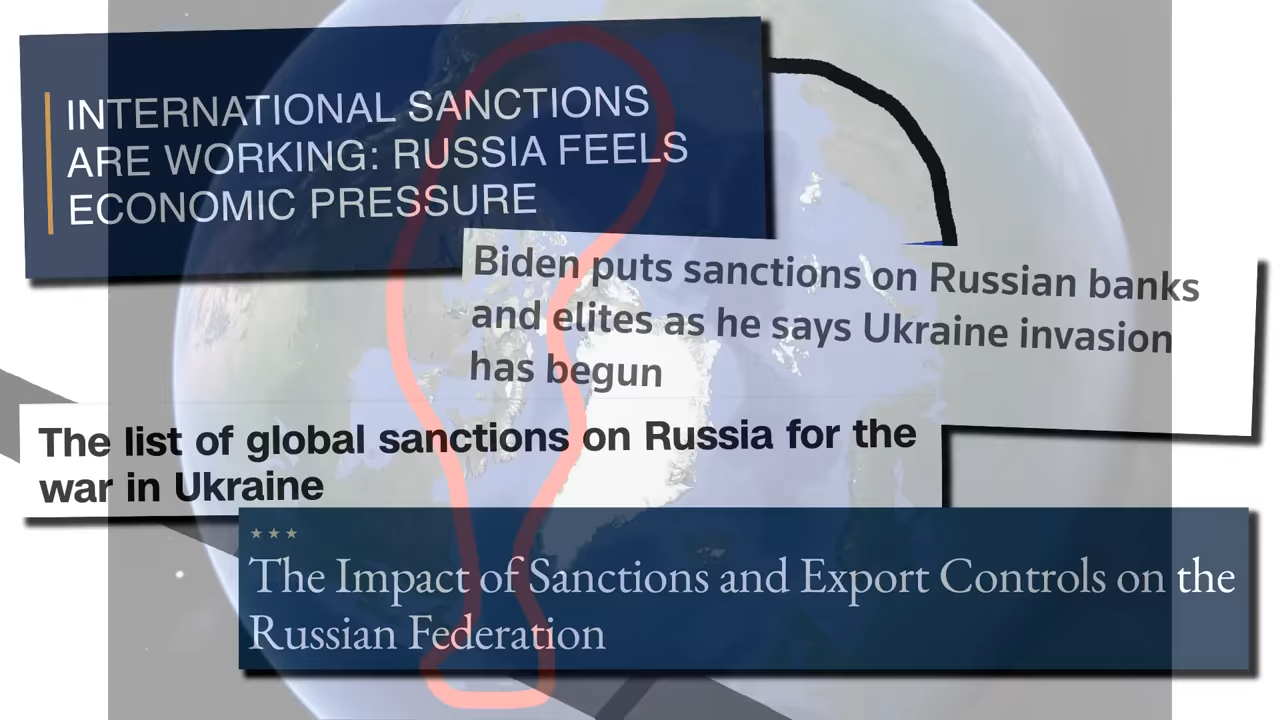 INTERNATIONAL SANCTIONS
ARE WORKING: RUSSIA FEELS
ECONOMIC PRESSURE
Biden puts sanctions on Russian banks
and elites as he says Ukraine invasion
has begun
The list of global sanctions on Russia for the
war in Ukraine
The Impact of Sanctions and Export Controls on the
Russian Federation